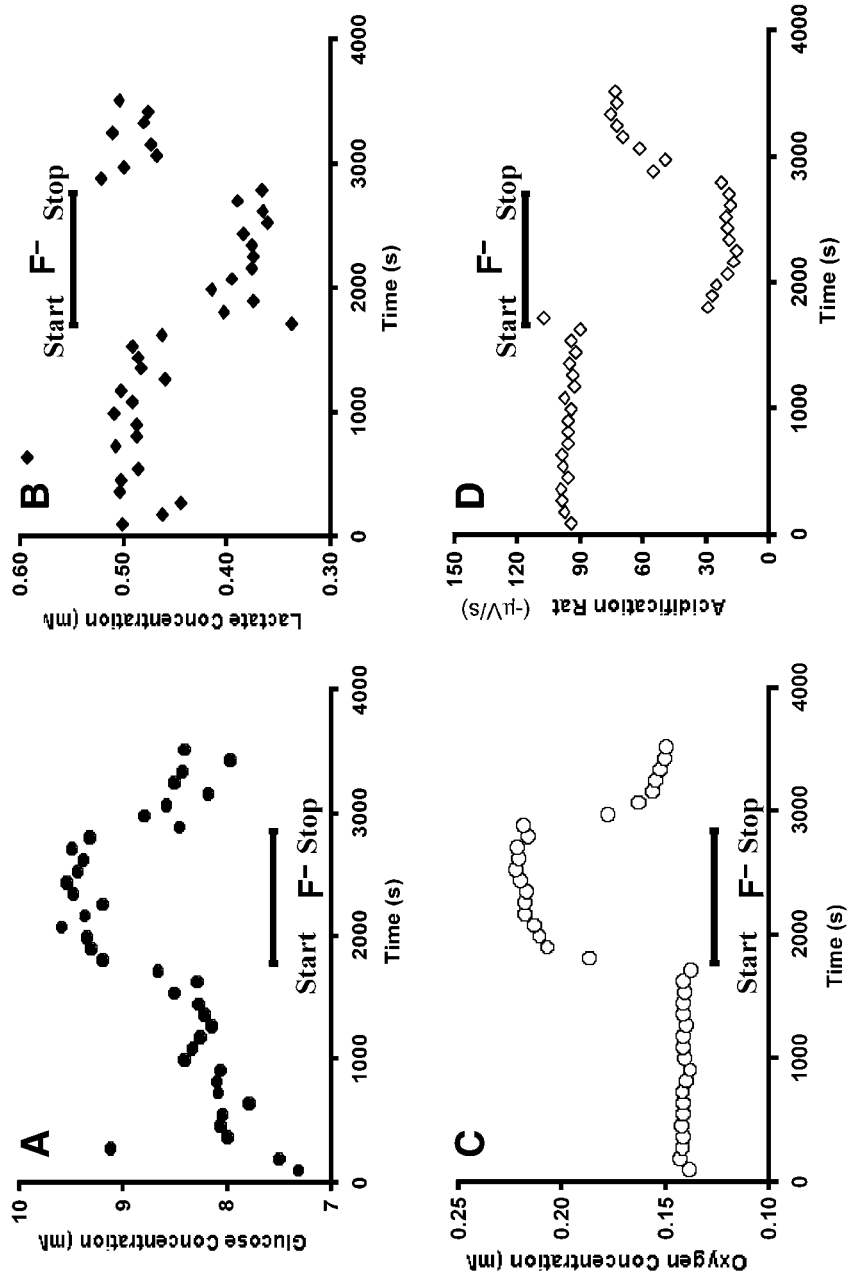 A
Glucose Concentration (mM
10
9
8
7
0
1000
2000
3000
4000
Time (s)
Start F⁻ Stop
B
Lactate Concentration (mM
0.60
0.50
0.40
0.30
0
1000
2000
3000
4000
Time (s)
Start F⁻ Stop
C
Oxygen Concentration (mM
0.25
0.20
0.15
0.10
0
1000
2000
3000
4000
Time (s)
Start F⁻ Stop
D
Acidification Rat
(-μV/s)
150
120
90
60
30
0
0
1000
2000
3000
4000
Time (s)
Start F⁻ Stop